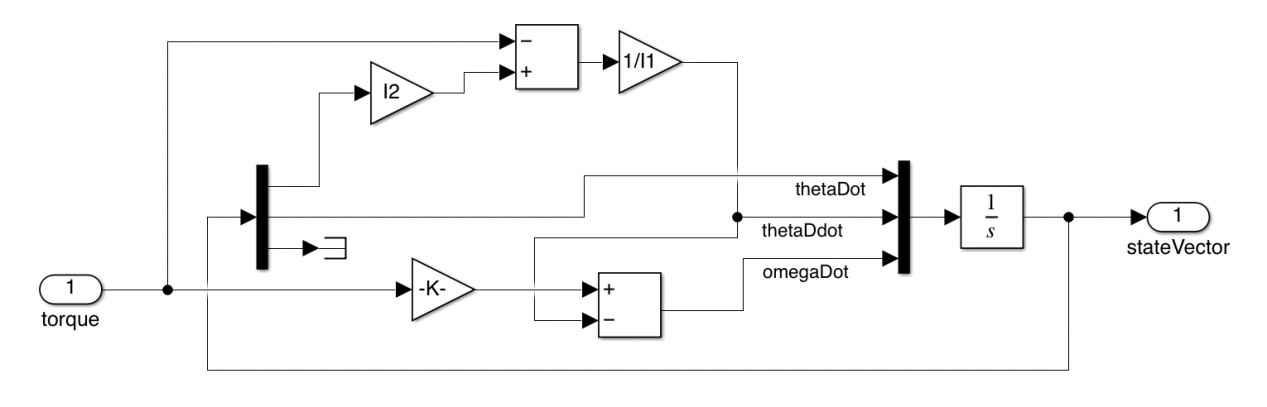 −
+
1/I1
I2
thetaDot
1
s
1
stateVector
thetaDdot
omegaDot
1
torque
-K-
+
−